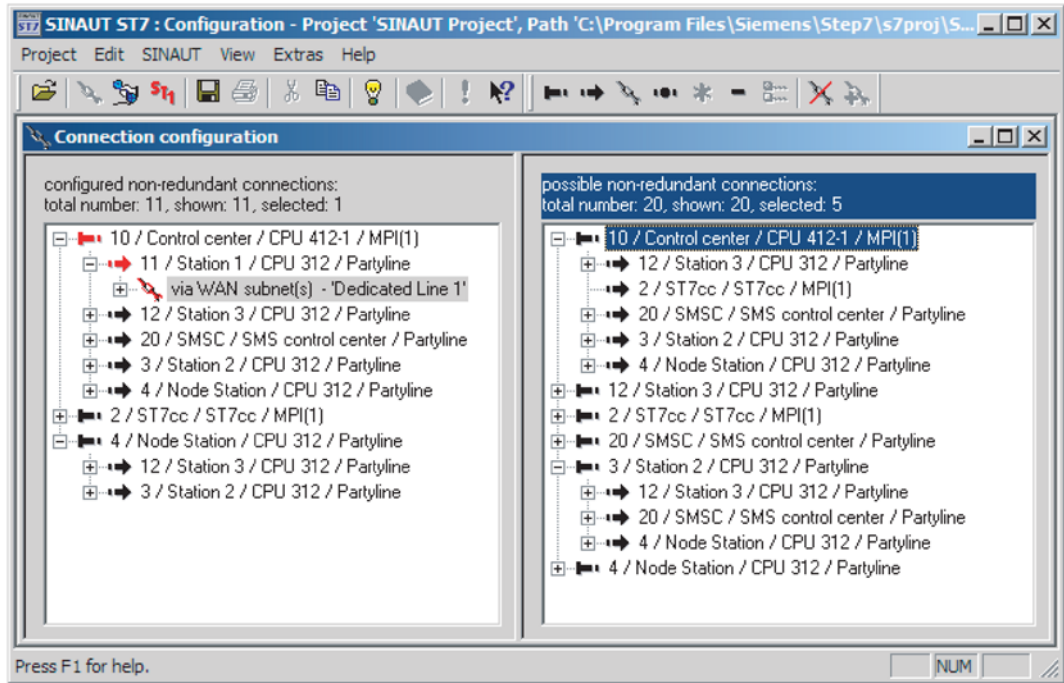 SINAUT ST7 : Configuration - Project 'SINAUT Project', Path 'C:\Program Files\Siemens\Step7\s7proj\S...
Project Edit SINAUT View Extras Help
Connection configuration
configured non-redundant connections:
total number: 11, shown: 11, selected: 1
10 / Control center / CPU 412-1 / MPI(1)
11 / Station 1 / CPU 312 / Partyline
via WAN subnet(s) - 'Dedicated Line 1'
12 / Station 3 / CPU 312 / Partyline
20 / SMSC / SMS control center / Partyline
3 / Station 2 / CPU 312 / Partyline
4 / Node Station / CPU 312 / Partyline
2 / ST7cc / ST7cc / MPI(1)
4 / Node Station / CPU 312 / Partyline
12 / Station 3 / CPU 312 / Partyline
3 / Station 2 / CPU 312 / Partyline
possible non-redundant connections:
total number: 20, shown: 20, selected: 5
10 / Control center / CPU 412-1 / MPI(1)
12 / Station 3 / CPU 312 / Partyline
2 / ST7cc / ST7cc / MPI(1)
20 / SMSC / SMS control center / Partyline
3 / Station 2 / CPU 312 / Partyline
4 / Node Station / CPU 312 / Partyline
12 / Station 3 / CPU 312 / Partyline
2 / ST7cc / ST7cc / MPI(1)
20 / SMSC / SMS control center / Partyline
3 / Station 2 / CPU 312 / Partyline
12 / Station 3 / CPU 312 / Partyline
20 / SMSC / SMS control center / Partyline
4 / Node Station / CPU 312 / Partyline
4 / Node Station / CPU 312 / Partyline
Press F1 for help.
NUM